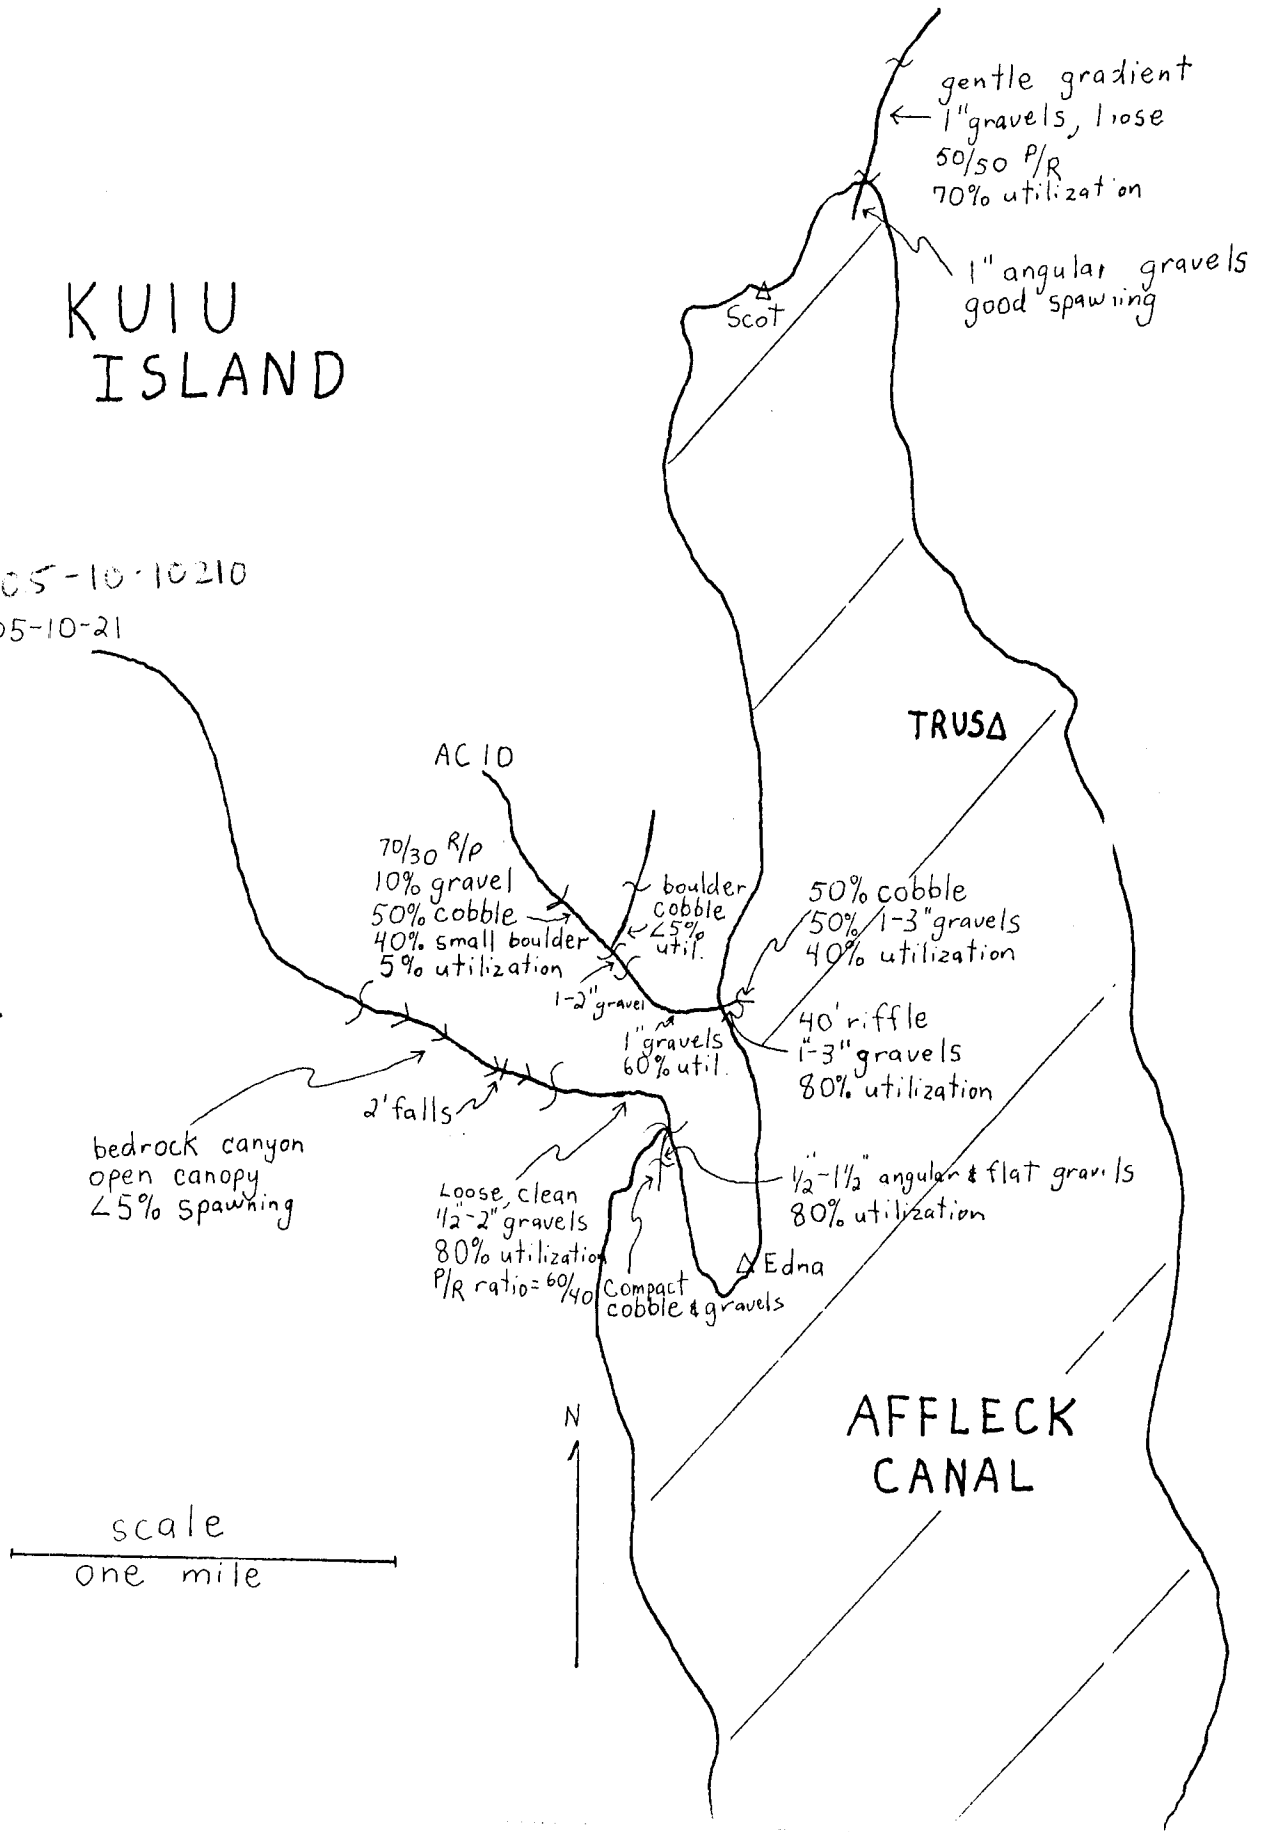 gentle gradient
1" gravels, loose
50/50 P/R
70% utilization
1" angular gravels
good spawning
KUIU
ISLAND
Scot
05-10-10210
05-10-21
TRUS
AC 10
70/30 R/P
10% gravel
50% cobble
40% small boulder
5% utilization
boulder
cobble
<5%
util.
50% cobble
50% 1-3" gravels
40% utilization
1-2" gravel
1" gravels
60% util.
40' riffle
1"-3" gravels
80% utilization
2' falls
bedrock canyon
open canopy
<5% spawning
Loose, clean
1/2"-2" gravels
80% utilization
P/R ratio = 60/40
Compact
cobble & gravels
1/2"-1 1/2" angular & flat gravels
80% utilization
Edna
AFFLECK
CANAL
N
scale
one mile